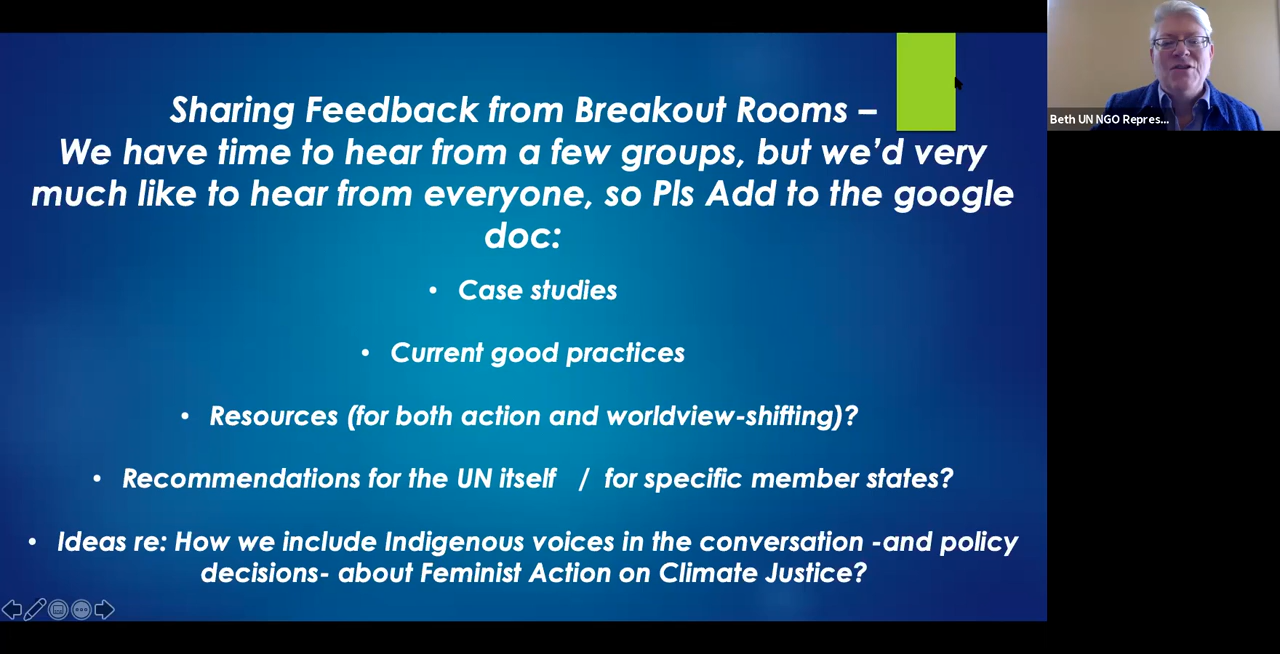 Sharing Feedback from Breakout Rooms –
We have time to hear from a few groups, but we’d very
much like to hear from everyone, so Pls Add to the google
doc:
• Case studies
• Current good practices
• Resources (for both action and worldview-shifting)?
• Recommendations for the UN itself / for specific member states?
• Ideas re: How we include Indigenous voices in the conversation -and policy
decisions- about Feminist Action on Climate Justice?
Beth UN NGO Repres...